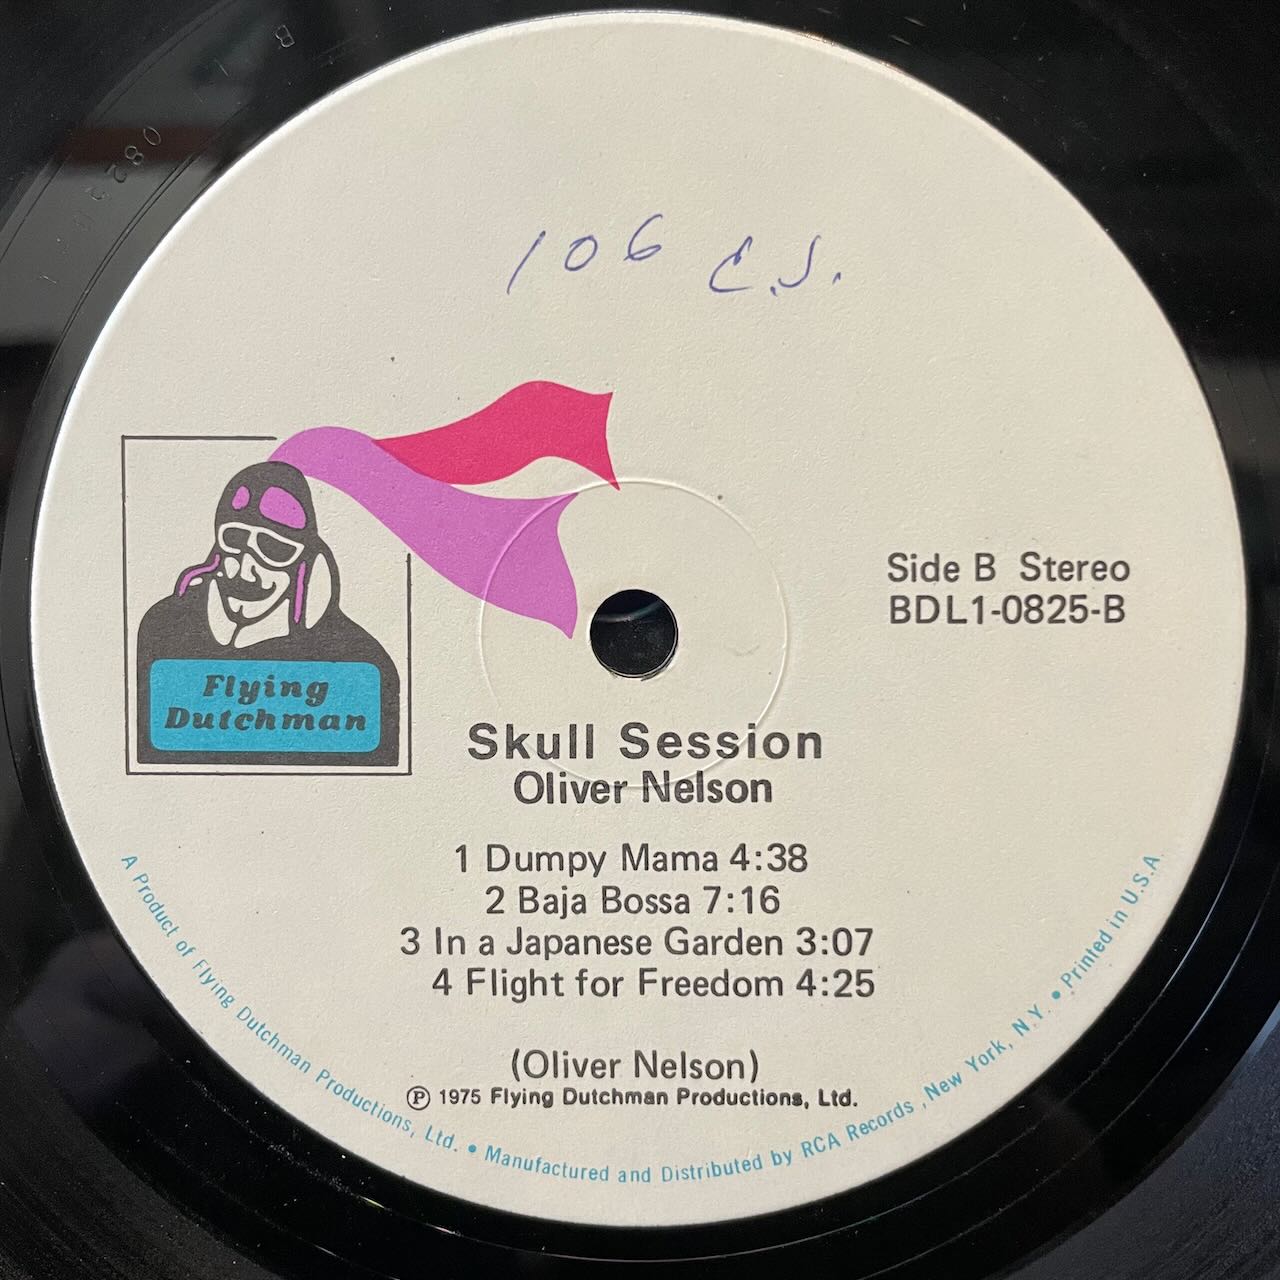 106 C.J.
Flying
Dutchman
Side B Stereo
BDL1-0825-B
Skull Session
Oliver Nelson
1 Dumpy Mama 4:38
2 Baja Bossa 7:16
3 In a Japanese Garden 3:07
4 Flight for Freedom 4:25
(Oliver Nelson)
℗ 1975 Flying Dutchman Productions, Ltd.
A Product of Flying Dutchman Productions, Ltd. • Manufactured and Distributed by RCA Records, New York, N.Y. • Printed in U.S.A.